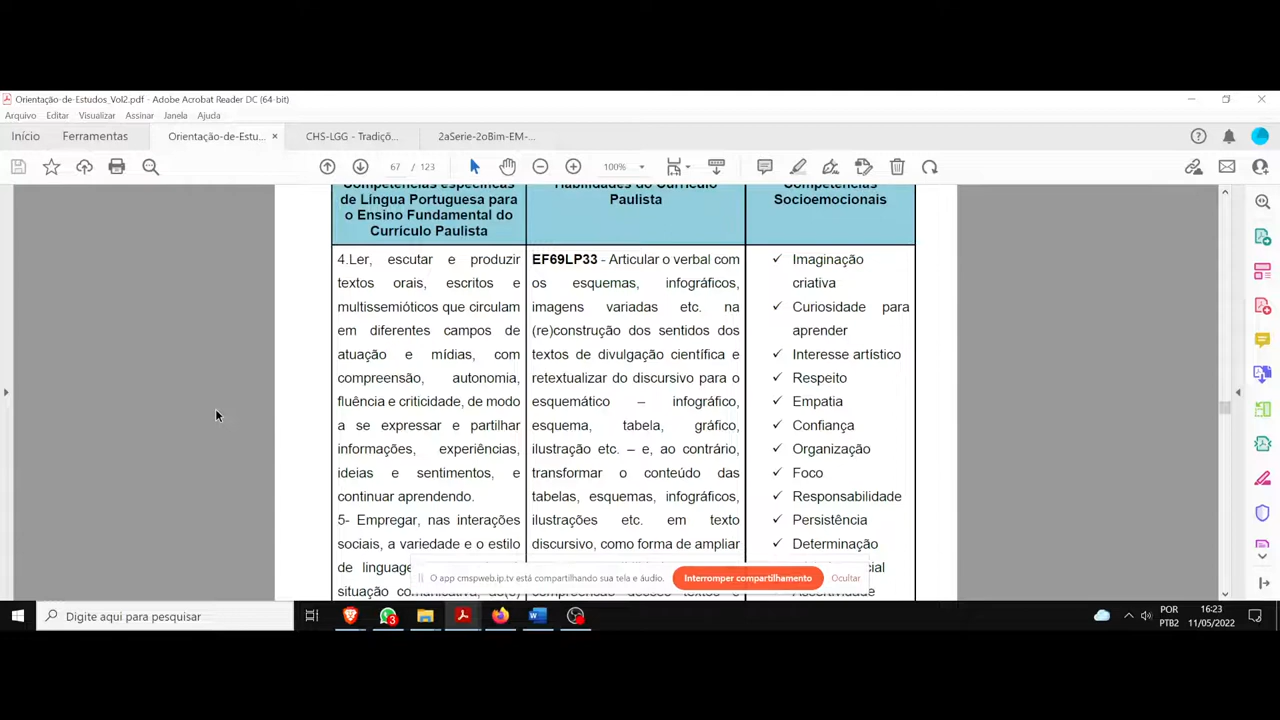 Orientação-de-Estudos_Vol2.pdf - Adobe Acrobat Reader DC (64-bit)
Arquivo Editar Visualizar Assinar Janela Ajuda
Início Ferramentas Orientação-de-Estu... × CHS-LGG - Tradiçõ... 2aSerie-2oBim-EM-...
67 / 123 100%
Competências específicas
de Língua Portuguesa para
o Ensino Fundamental do
Currículo Paulista
Habilidades do Currículo
Paulista
Competências
Socioemocionais
4.Ler, escutar e produzir
textos orais, escritos e
multissemióticos que circulam
em diferentes campos de
atuação e mídias, com
compreensão, autonomia,
fluência e criticidade, de modo
a se expressar e partilhar
informações, experiências,
ideias e sentimentos, e
continuar aprendendo.
5- Empregar, nas interações
sociais, a variedade e o estilo
de linguage
situação comunicativa,
EF69LP33 - Articular o verbal com
os esquemas, infográficos,
imagens variadas etc. na
(re)construção dos sentidos dos
textos de divulgação científica e
retextualizar do discursivo para o
esquemático – infográfico,
esquema, tabela, gráfico,
ilustração etc. – e, ao contrário,
transformar o conteúdo das
tabelas, esquemas, infográficos,
ilustrações etc. em texto
discursivo, como forma de ampliar
✓ Imaginação
criativa
✓ Curiosidade para
aprender
✓ Interesse artístico
✓ Respeito
✓ Empatia
✓ Confiança
✓ Organização
✓ Foco
✓ Responsabilidade
✓ Persistência
✓ Determinação
O app cmspweb.ip.tv está compartilhando sua tela e áudio. Interromper compartilhamento Ocultar
Digite aqui para pesquisar
3
POR
PTB2
16:23
11/05/2022